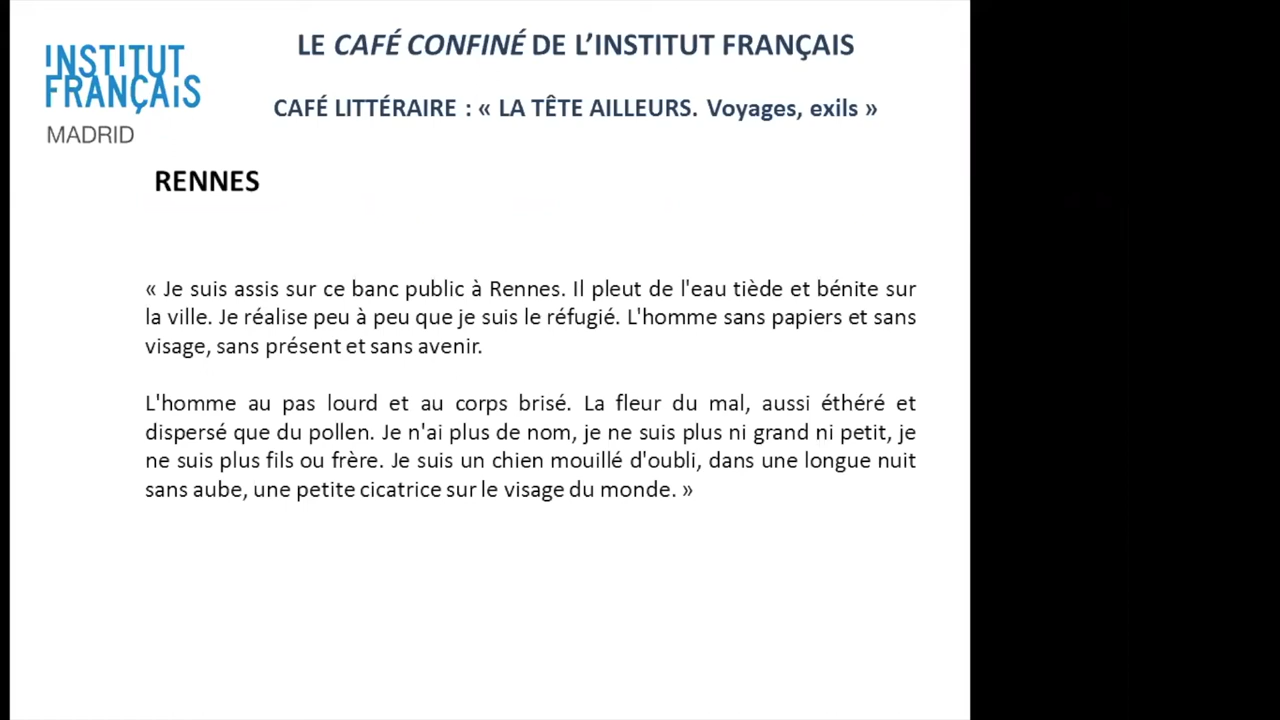 INSTITUT
FRANÇAIS
MADRID
LE CAFÉ CONFINÉ DE L’INSTITUT FRANÇAIS
CAFÉ LITTÉRAIRE : « LA TÊTE AILLEURS. Voyages, exils »
RENNES
« Je suis assis sur ce banc public à Rennes. Il pleut de l'eau tiède et bénite sur
la ville. Je réalise peu à peu que je suis le réfugié. L'homme sans papiers et sans
visage, sans présent et sans avenir.
L'homme au pas lourd et au corps brisé. La fleur du mal, aussi éthéré et
dispersé que du pollen. Je n'ai plus de nom, je ne suis plus ni grand ni petit, je
ne suis plus fils ou frère. Je suis un chien mouillé d'oubli, dans une longue nuit
sans aube, une petite cicatrice sur le visage du monde. »